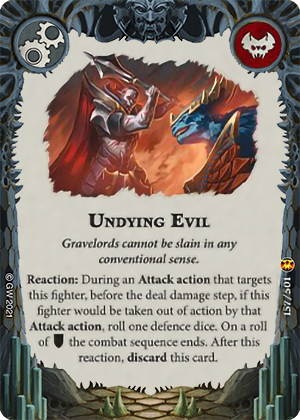 UNDYING EVIL
Gravelords cannot be slain in any
conventional sense.
Reaction: During an Attack action that targets
this fighter, before the deal damage step, if this
fighter would be taken out of action by that
Attack action, roll one defence dice. On a roll
of the combat sequence ends. After this
reaction, discard this card.
© GW 2021
157/501